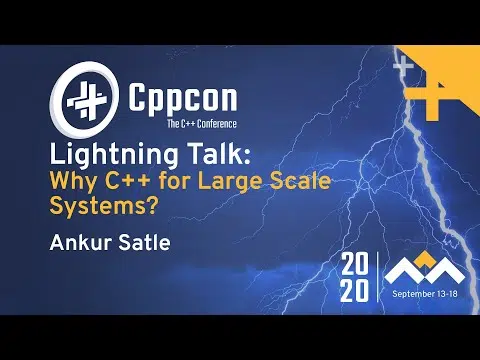 Cppcon
The C++ Conference
Lightning Talk:
Why C++ for Large Scale
Systems?
Ankur Satle
20
20
September 13-18